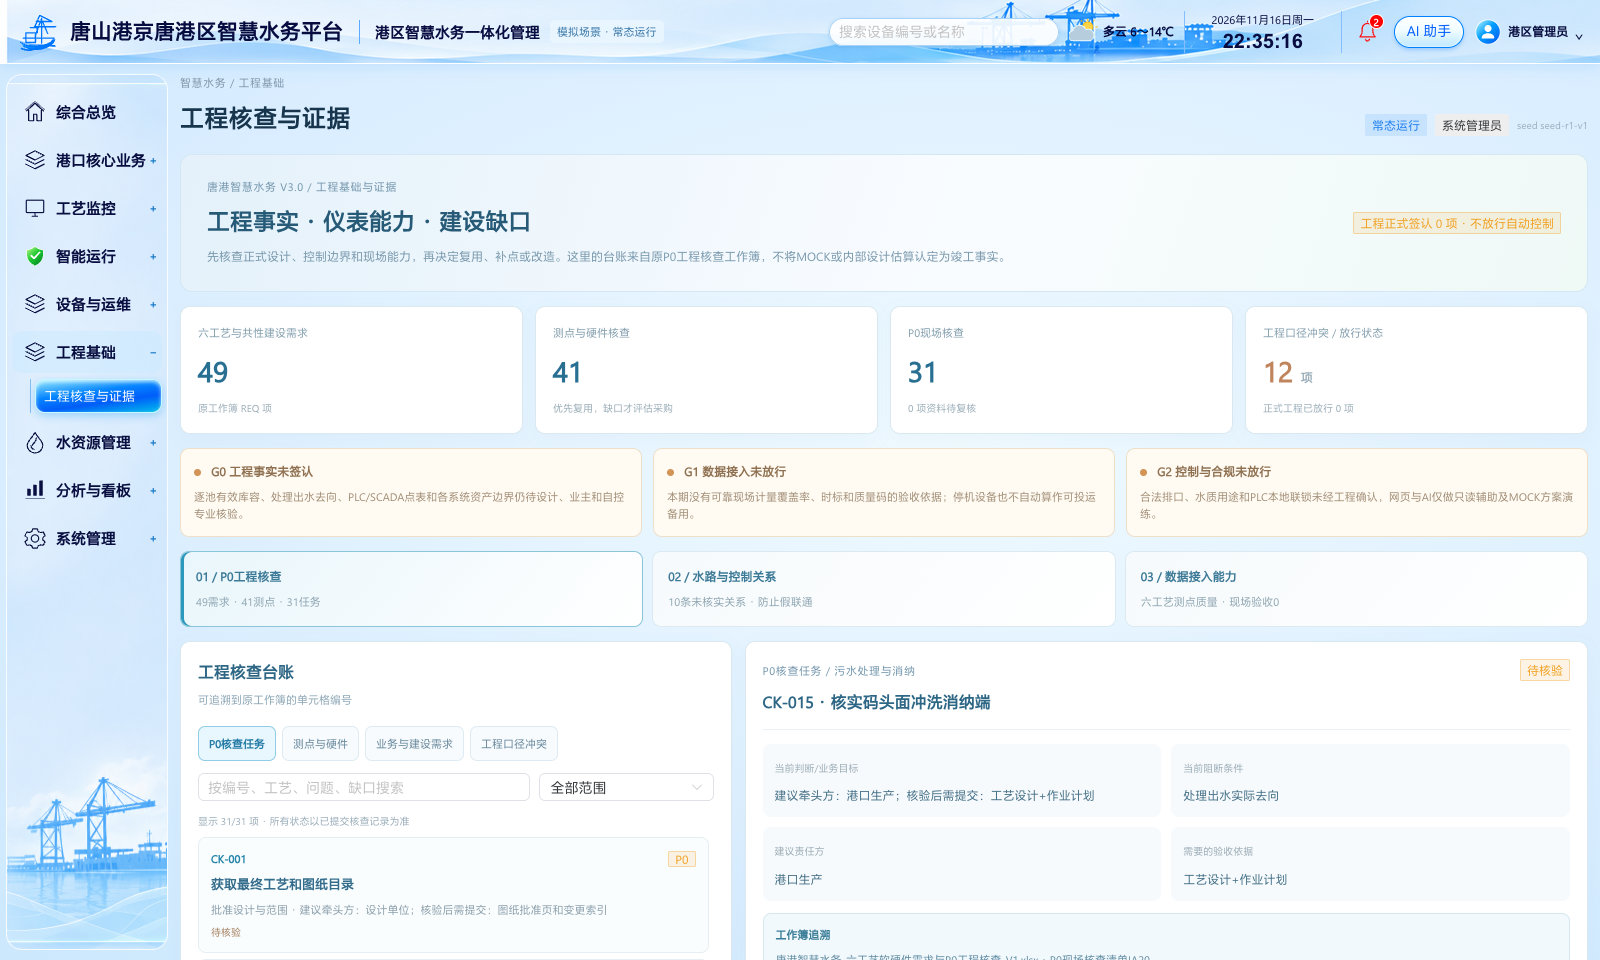 唐山港京唐港区智慧水务平台
港区智慧水务一体化管理
模拟场景 · 常态运行
搜索设备编号或名称
多云 6~14℃
2026年11月16日周一
22:35:16
2
AI 助手
港区管理员
综合总览
港口核心业务 +
工艺监控 +
智能运行 +
设备与运维 +
工程基础 −
工程核查与证据
水资源管理 +
分析与看板 +
系统管理 +
智慧水务 / 工程基础
工程核查与证据
常态运行
系统管理员
seed seed-r1-v1
唐港智慧水务 V3.0 / 工程基础与证据
工程事实 · 仪表能力 · 建设缺口
先核查正式设计、控制边界和现场能力，再决定复用、补点或改造。这里的台账来自原P0工程核查工作簿，不将MOCK或内部设计估算认定为竣工事实。
工程正式签认 0 项 · 不放行自动控制
六工艺与共性建设需求
49
原工作簿 REQ 项
测点与硬件核查
41
优先复用，缺口才评估采购
P0现场核查
31
0 项资料待复核
工程口径冲突 / 放行状态
12 项
正式工程已放行 0 项
G0 工程事实未签认
逐池有效库容、处理出水去向、PLC/SCADA点表和各系统资产边界仍待设计、业主和自控
专业核验。
G1 数据接入未放行
本期没有可靠现场计量覆盖率、时标和质量码的验收依据；停机设备也不自动算作可投运
备用。
G2 控制与合规未放行
合法排口、水质用途和PLC本地联锁未经工程确认，网页与AI仅做只读辅助及MOCK方案演
练。
01 / P0工程核查
49需求 · 41测点 · 31任务
02 / 水路与控制关系
10条未核实关系 · 防止假联通
03 / 数据接入能力
六工艺测点质量 · 现场验收0
工程核查台账
可追溯到原工作簿的单元格编号
P0核查任务
测点与硬件
业务与建设需求
工程口径冲突
按编号、工艺、问题、缺口搜索
全部范围
显示 31/31 项 · 所有状态以已提交核查记录为准
CK-001
P0
获取最终工艺和图纸目录
批准设计与范围 · 建议牵头方：设计单位；核验后需提交：图纸批准页和变更索引
待核验
P0核查任务 / 污水处理与消纳
待核验
CK-015 · 核实码头面冲洗消纳端
当前判断/业务目标
建议牵头方：港口生产；核验后需提交：工艺设计+作业计划
当前阻断条件
处理出水实际去向
建议责任方
港口生产
需要的验收依据
工艺设计+作业计划
工作簿追溯
唐港智慧水务_六工艺软硬件需求与P0工程核查_V1.xlsx · P0现场核查清单!A20